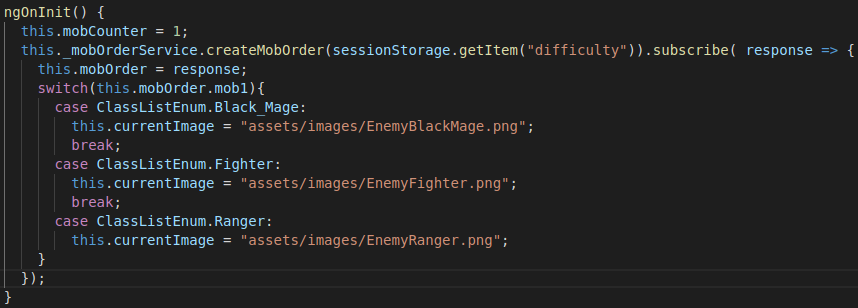 ngOnInit() {
this.mobCounter = 1;
this._mobOrderService.createMobOrder(sessionStorage.getItem("difficulty")).subscribe( response => {
this.mobOrder = response;
switch(this.mobOrder.mob1){
case ClassListEnum.Black_Mage:
this.currentImage = "assets/images/EnemyBlackMage.png";
break;
case ClassListEnum.Fighter:
this.currentImage = "assets/images/EnemyFighter.png";
break;
case ClassListEnum.Ranger:
this.currentImage = "assets/images/EnemyRanger.png";
}
});
}